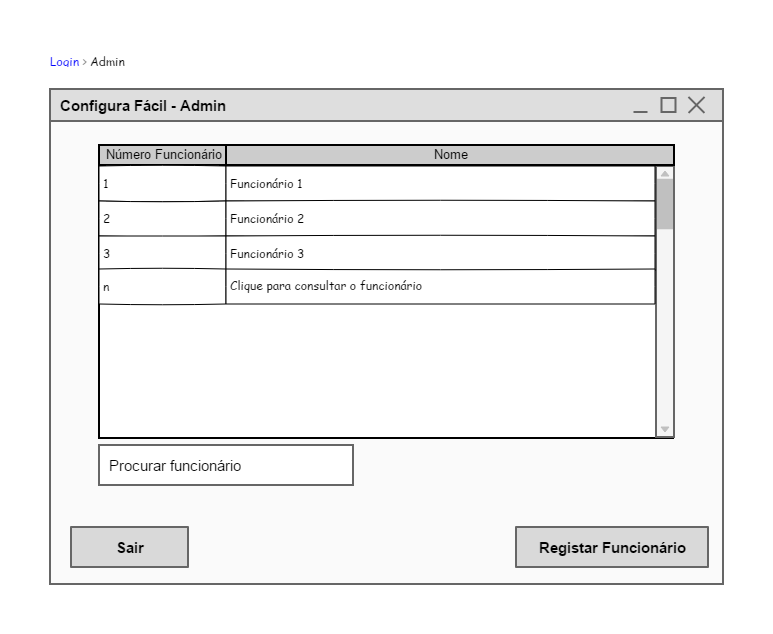 Login > Admin
Configura Fácil - Admin
Número Funcionário Nome
1 Funcionário 1
2 Funcionário 2
3 Funcionário 3
n Clique para consultar o funcionário
Procurar funcionário
Sair Registar Funcionário